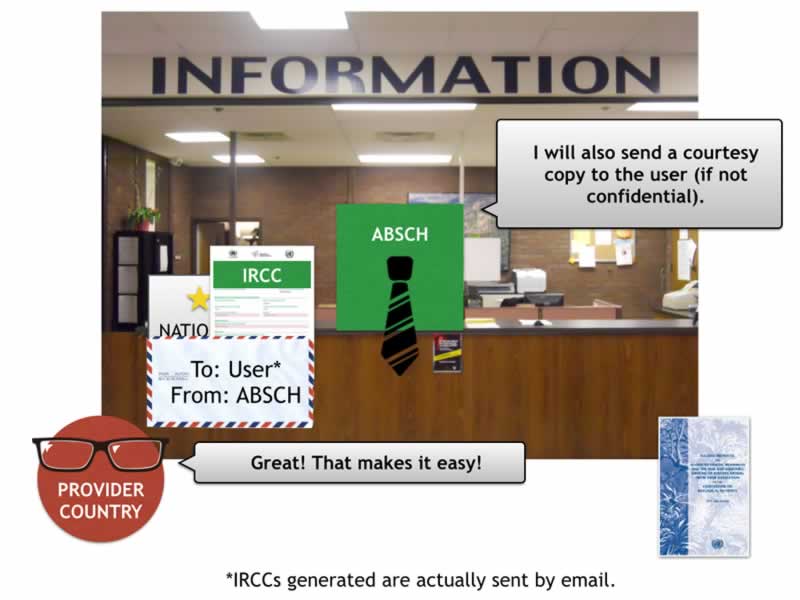 INFORMATION
I will also send a courtesy
copy to the user (if not
confidential).
ABSCH
IRCC
NATIO
To: User*
From: ABSCH
Great! That makes it easy!
PROVIDER
COUNTRY
*IRCCs generated are actually sent by email.